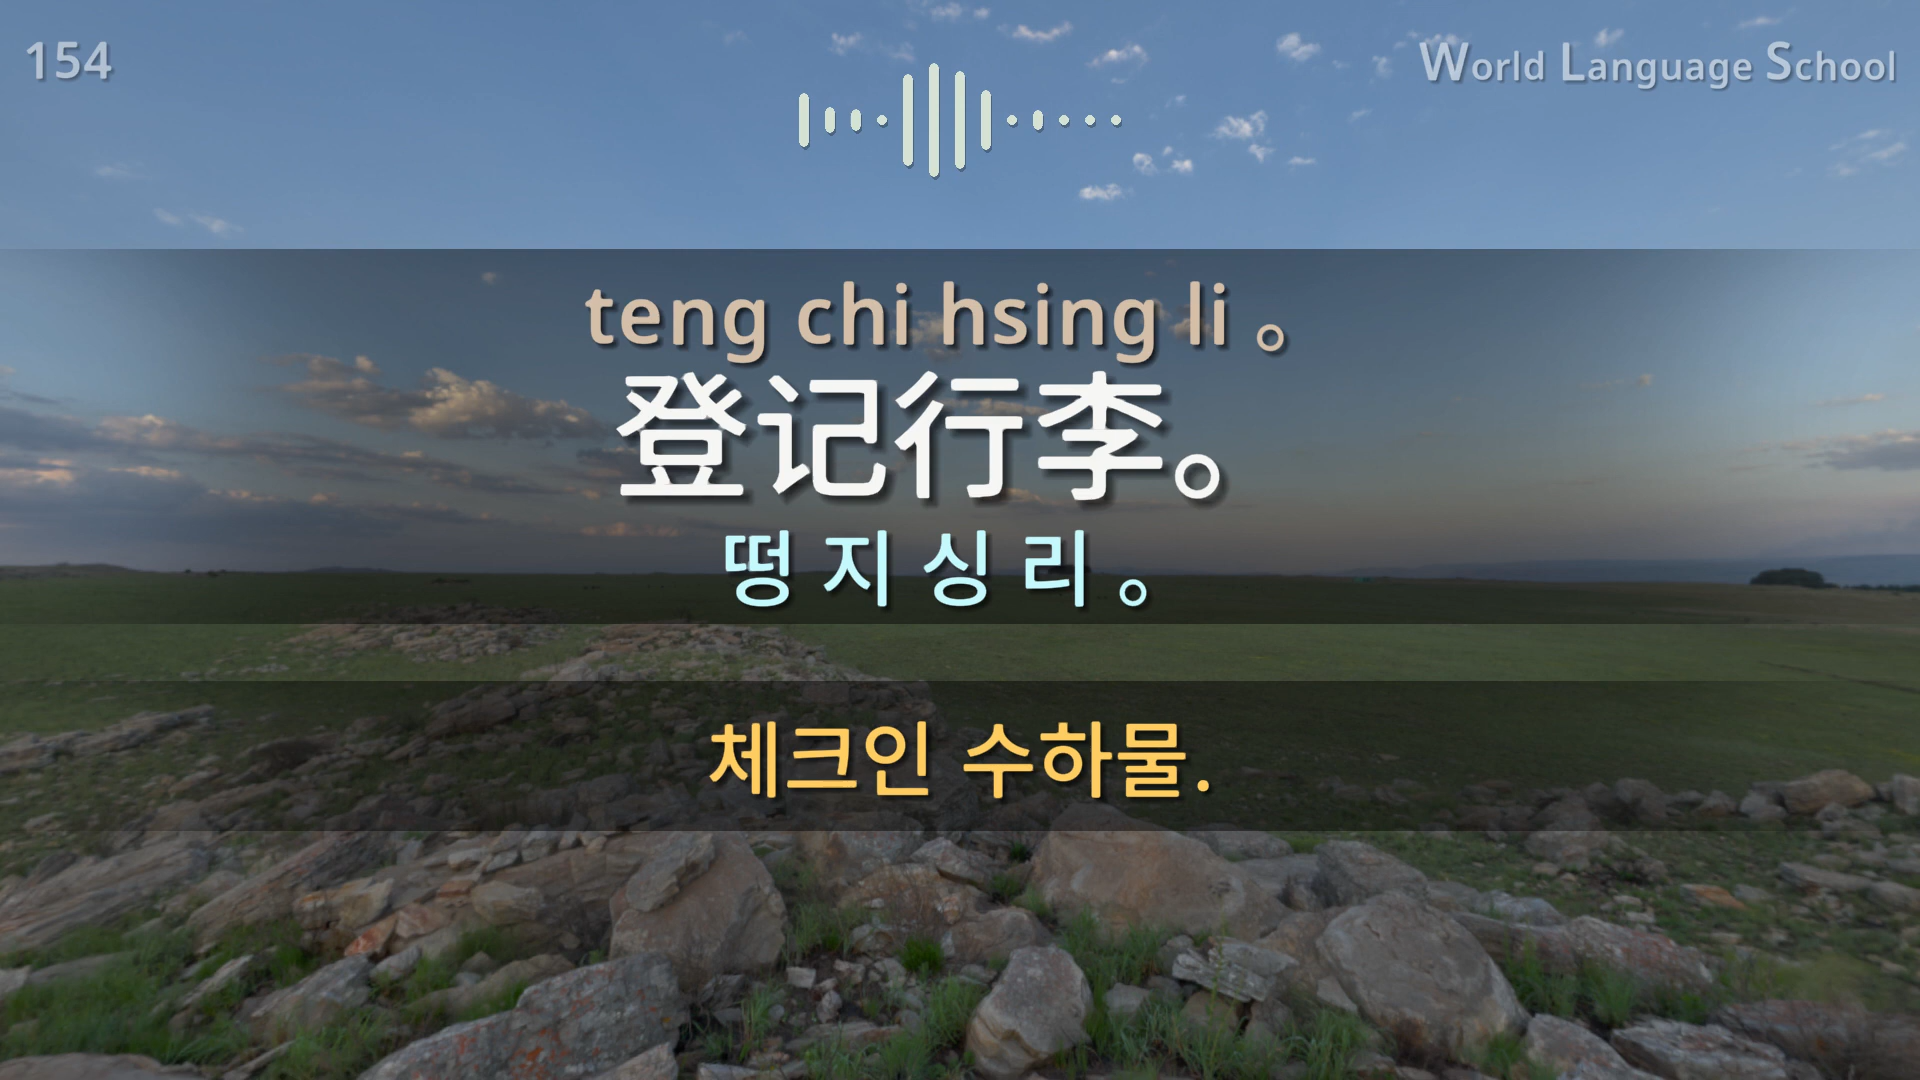 154
World Language School
teng chi hsing li 。
登记行李。
떵 지 싱 리 。
체크인 수하물.